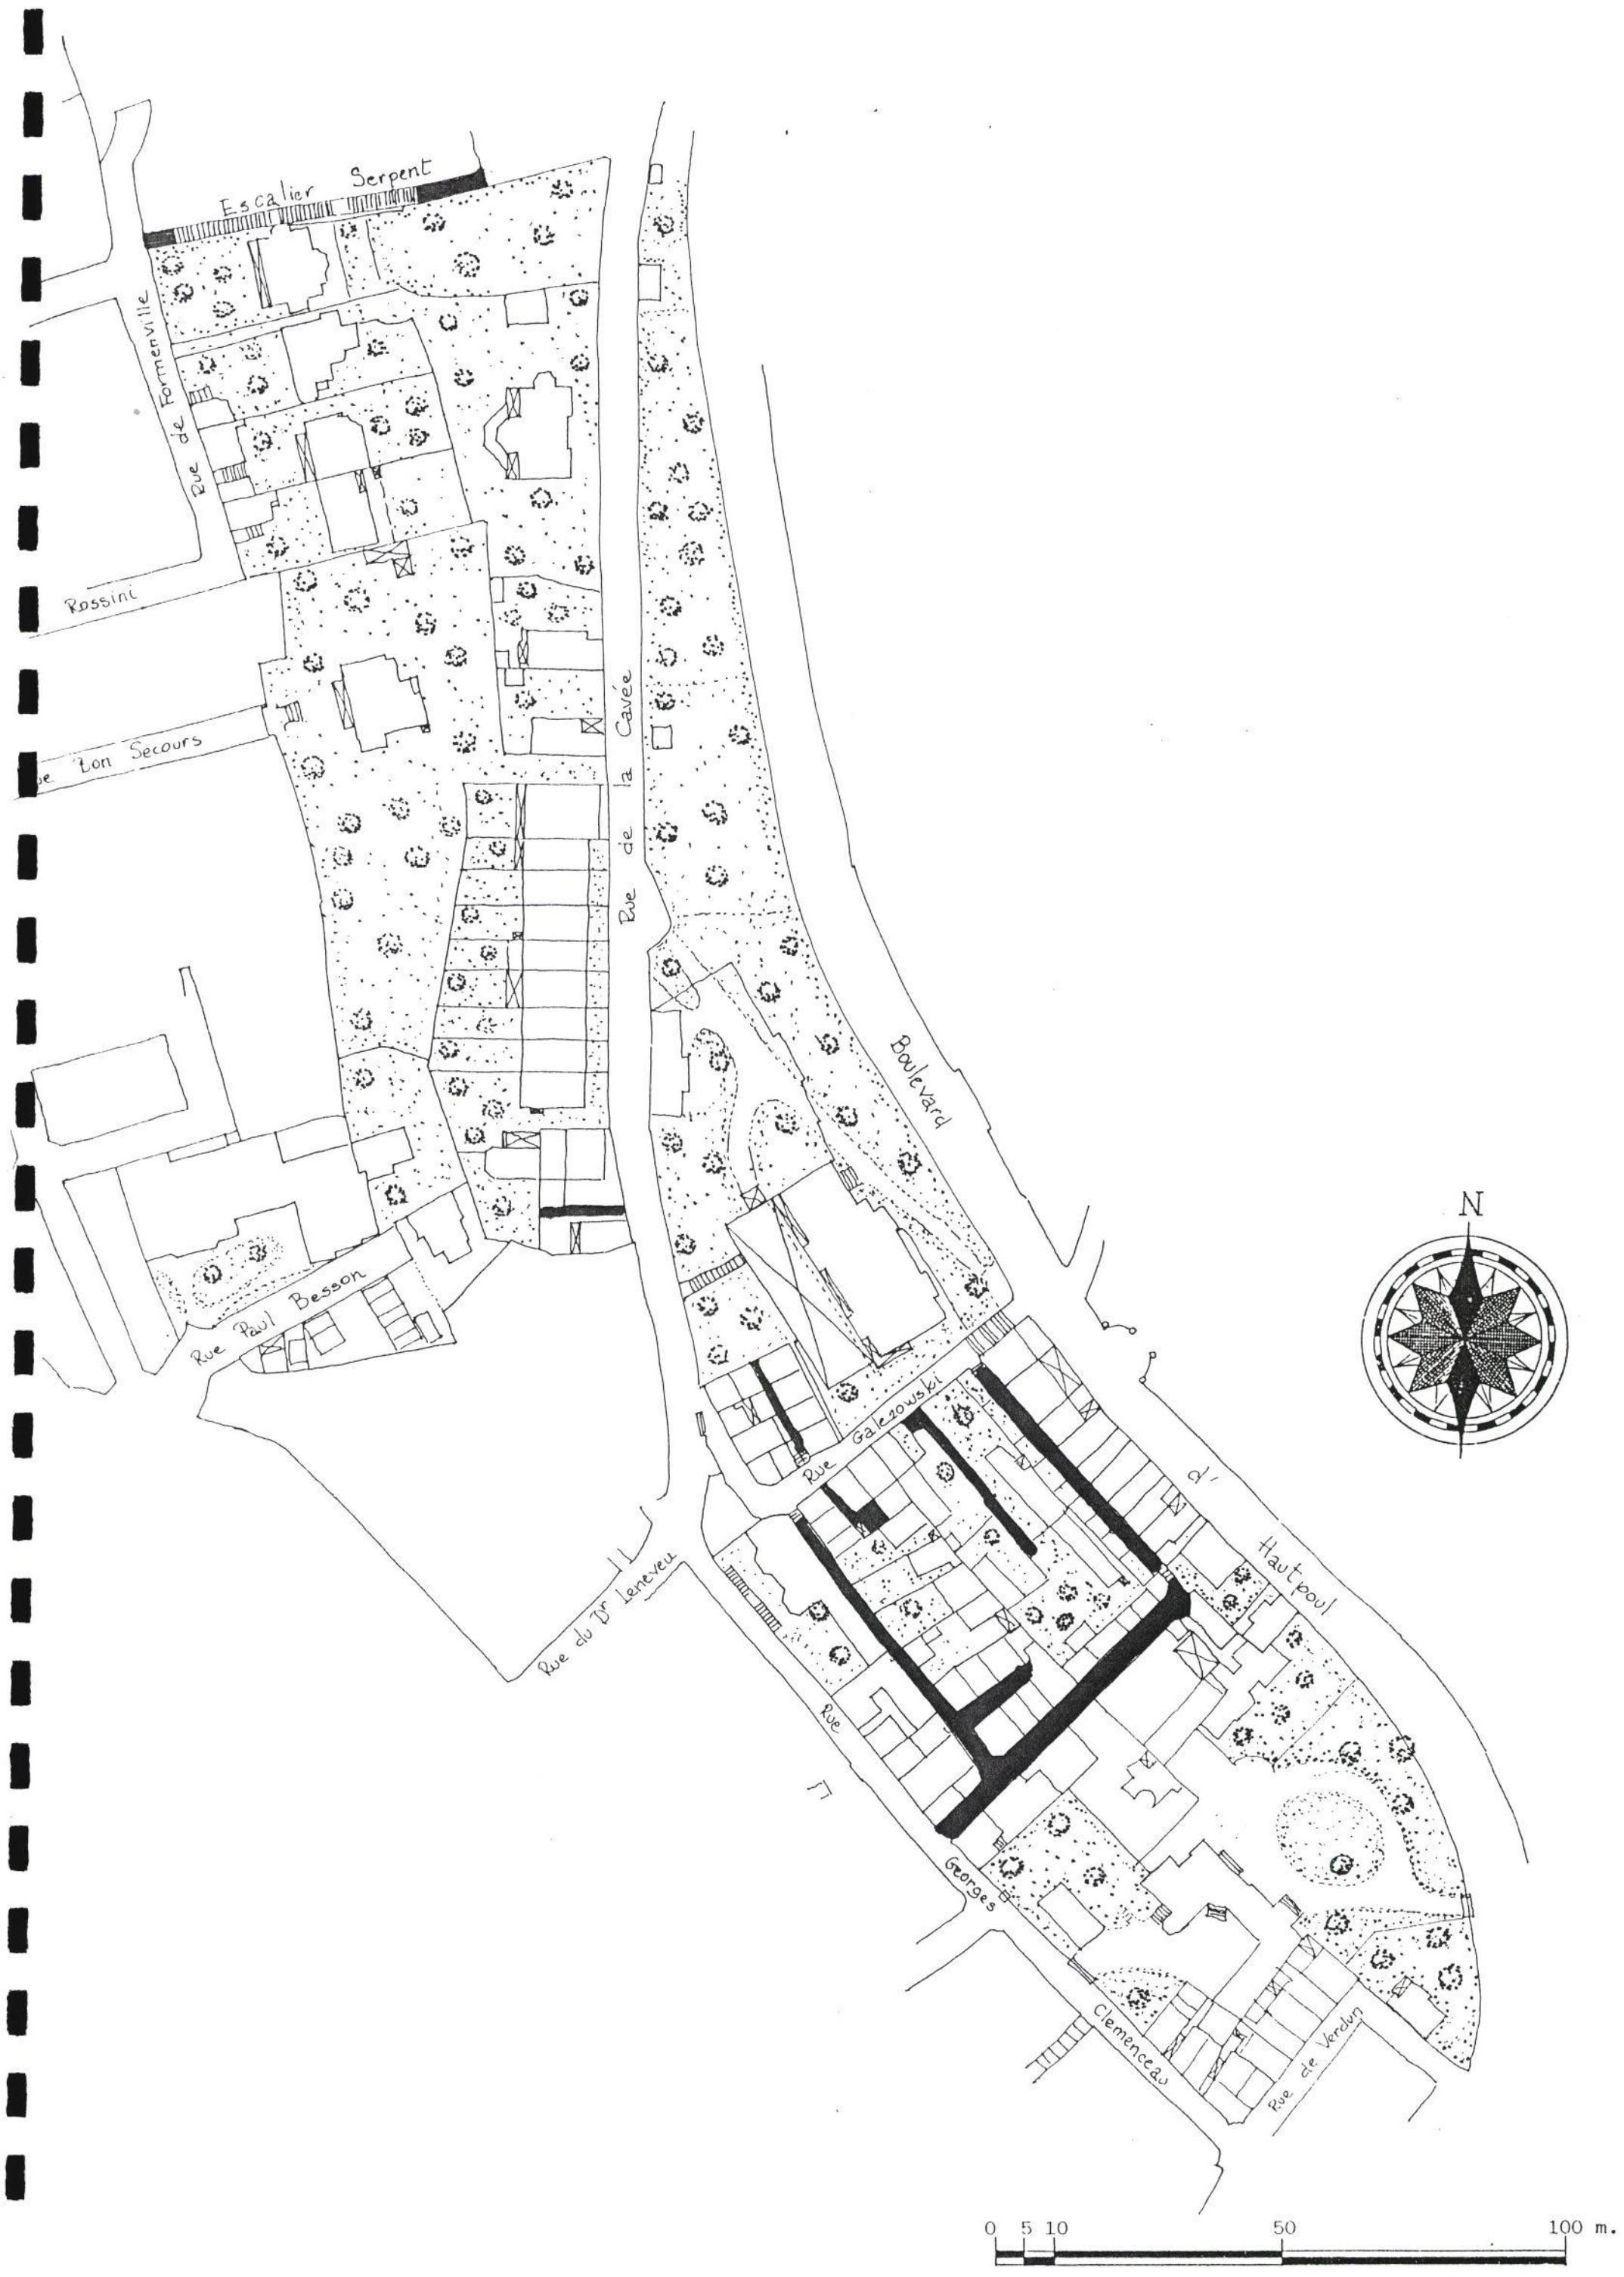 Escalier Serpent
Rue de Formenville
Rossini
Bon Secours
Rue de la Cavée
Boulevard
N
Rue Paul Besson
Rue Galezowski
d'
Hautpoul
Rue du Dr Leneveu
Rue
Georges
Clemenceau
Rue de Verdun
0 5 10 50 100 m.